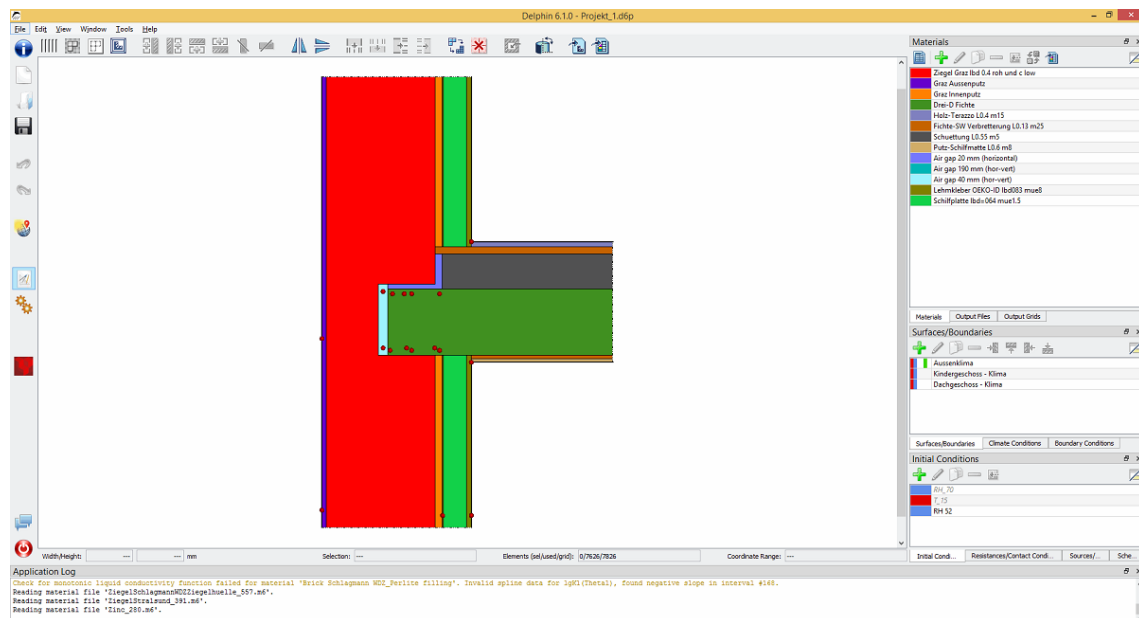 Delphin 6.1.0 - Projekt_1.d6p
File Edit View Window Tools Help
Materials
Ziegel Graz lbd 0.4 roh und c low
Graz Aussenputz
Graz Innenputz
Drei-D Fichte
Holz-Terazzo L0.4 m15
Fichte-SW Verbretterung L0.13 m25
Schuettung L0.55 m5
Putz-Schilfmatte L0.6 m8
Air gap 20 mm (horizontal)
Air gap 190 mm (hor-vert)
Air gap 40 mm (hor-vert)
Lehmkleber OEKO-ID lbd083 mue8
Schilfplatte lbd=064 mue1.5
Materials Output Files Output Grids
Surfaces/Boundaries
Aussenklima
Kindergeschoss - Klima
Dachgeschoss - Klima
Surfaces/Boundaries Climate Conditions Boundary Conditions
Initial Conditions
RH_70
T_15
RH 52
Width/Height: --- --- mm Selection: --- Elements (sel/used/grid): 0/7626/7826 Coordinate Range: ---
Initial Condi... Resistances/Contact Condi... Sources/... Sche...
Application Log
Check for monotonic liquid conductivity function failed for material 'Brick Schlagmann WDZ_Perlite filling'. Invalid spline data for lgKl(Thetal), found negative slope in interval #168.
Reading material file 'ZiegelSchlagmannWDZZiegelhuelle_557.m6'.
Reading material file 'ZiegelStralsund_391.m6'.
Reading material file 'Zinc_280.m6'.